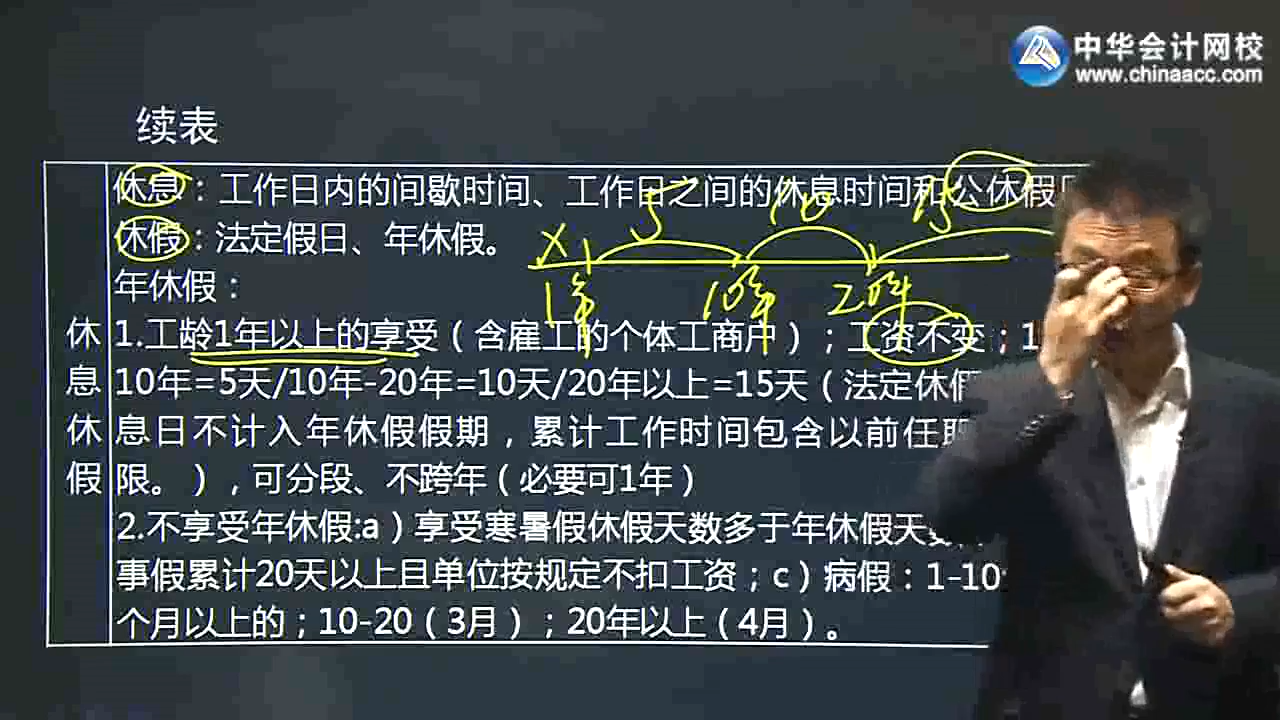 中华会计网校
www.chinaacc.com
续表
休息：工作日内的间歇时间、工作日之间的休息时间和公休假日
休假：法定假日、年休假。
5
10
15
X
1年
10年
20年
年休假：
休息休假
1.工龄1年以上的享受（含雇工的个体工商户）；工资不变；1
10年=5天/10年-20年=10天/20年以上=15天（法定休假
息日不计入年休假假期，累计工作时间包含以前任职
限。），可分段、不跨年（必要可1年）
2.不享受年休假:a）享受寒暑假休假天数多于年休假天数
事假累计20天以上且单位按规定不扣工资；c）病假：1-10
个月以上的；10-20（3月）；20年以上（4月）。